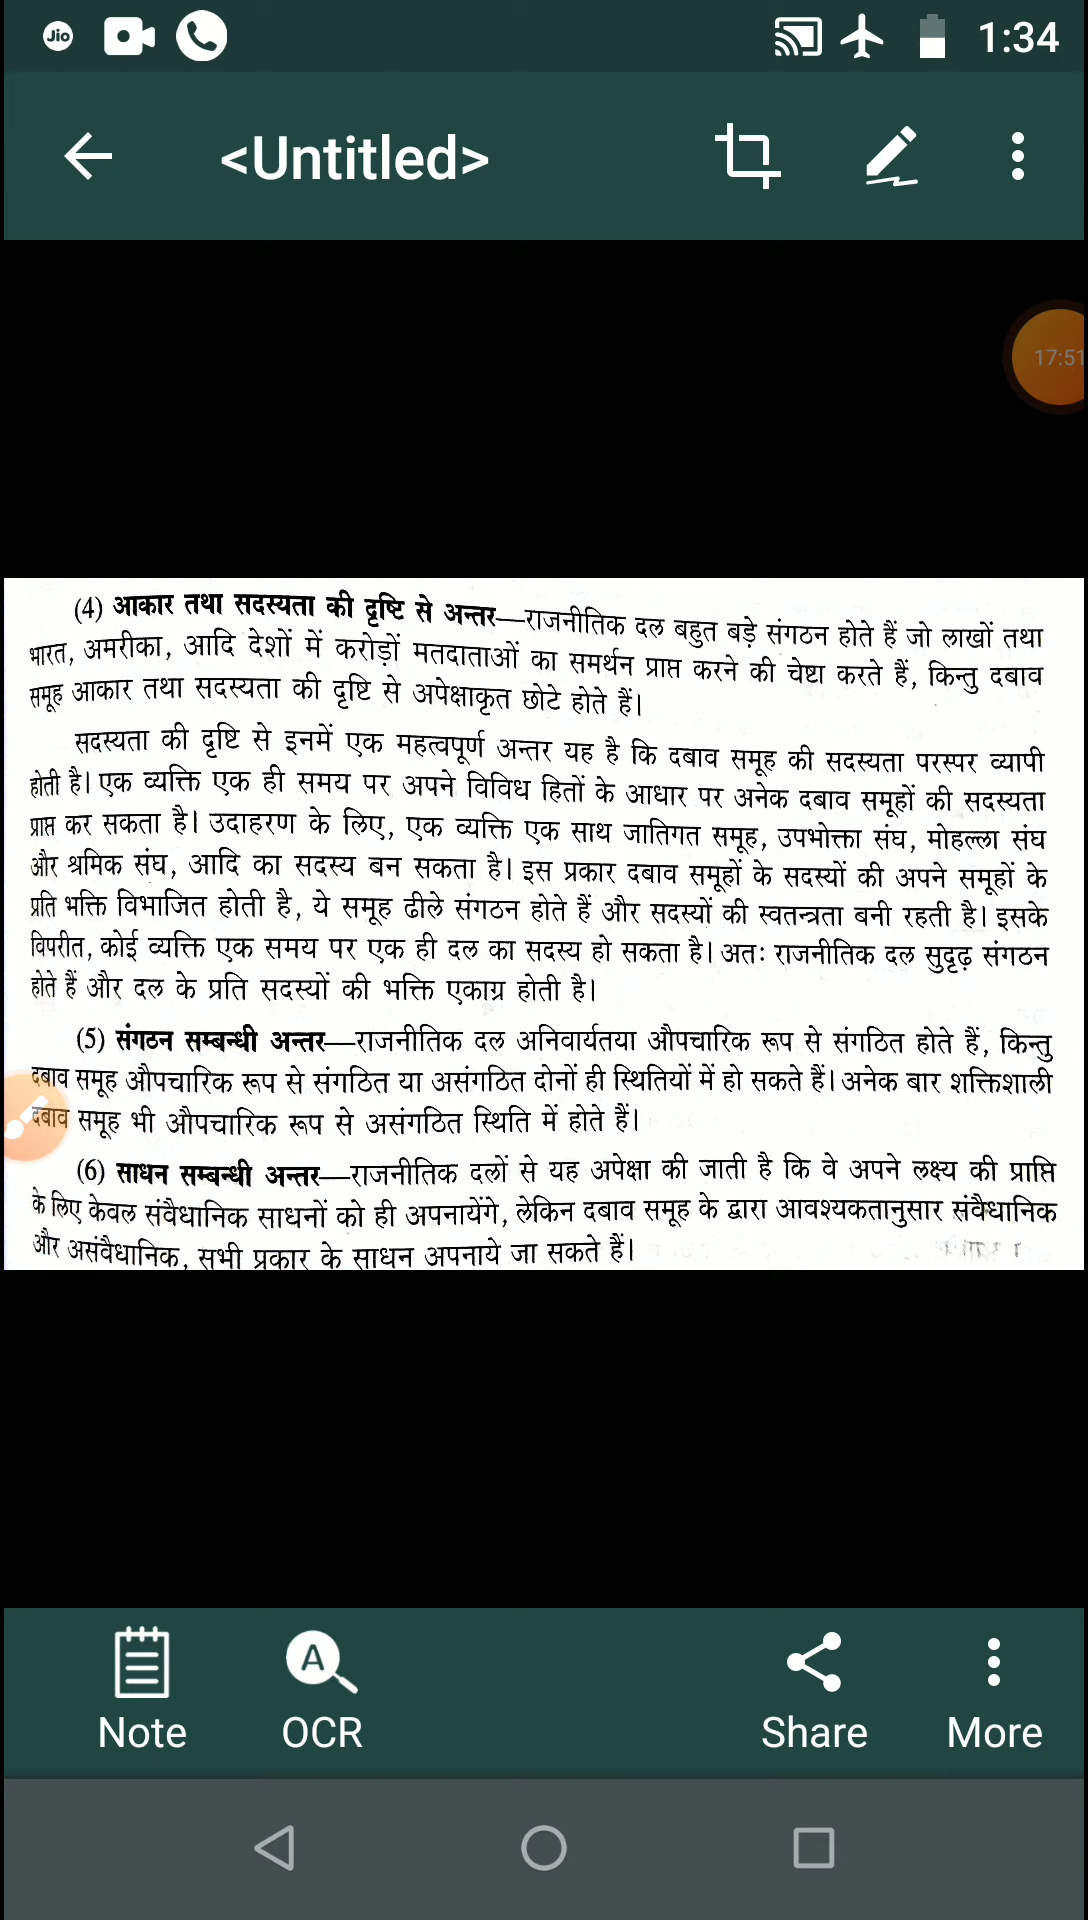 Jio
1:34
<Untitled>
17:51
(4) आकार तथा सदस्यता की दृष्टि से अन्तर—राजनीतिक दल बहुत बड़े संगठन होते हैं जो लाखों तथा
भारत, अमरीका, आदि देशों में करोड़ों मतदाताओं का समर्थन प्राप्त करने की चेष्टा करते हैं, किन्तु दबाव
समूह आकार तथा सदस्यता की दृष्टि से अपेक्षाकृत छोटे होते हैं।
सदस्यता की दृष्टि से इनमें एक महत्वपूर्ण अन्तर यह है कि दबाव समूह की सदस्यता परस्पर व्यापी
होती है। एक व्यक्ति एक ही समय पर अपने विविध हितों के आधार पर अनेक दबाव समूहों की सदस्यता
प्राप्त कर सकता है। उदाहरण के लिए, एक व्यक्ति एक साथ जातिगत समूह, उपभोक्ता संघ, मोहल्ला संघ
और श्रमिक संघ, आदि का सदस्य बन सकता है। इस प्रकार दबाव समूहों के सदस्यों की अपने समूहों के
प्रति भक्ति विभाजित होती है, ये समूह ढीले संगठन होते हैं और सदस्यों की स्वतन्त्रता बनी रहती है। इसके
विपरीत, कोई व्यक्ति एक समय पर एक ही दल का सदस्य हो सकता है। अतः राजनीतिक दल सुदृढ़ संगठन
होते हैं और दल के प्रति सदस्यों की भक्ति एकाग्र होती है।
(5) संगठन सम्बन्धी अन्तर—राजनीतिक दल अनिवार्यतया औपचारिक रूप से संगठित होते हैं, किन्तु
दबाव समूह औपचारिक रूप से संगठित या असंगठित दोनों ही स्थितियों में हो सकते हैं। अनेक बार शक्तिशाली
दबाव समूह भी औपचारिक रूप से असंगठित स्थिति में होते हैं।
(6) साधन सम्बन्धी अन्तर—राजनीतिक दलों से यह अपेक्षा की जाती है कि वे अपने लक्ष्य की प्राप्ति
के लिए केवल संवैधानिक साधनों को ही अपनायेंगे, लेकिन दबाव समूह के द्वारा आवश्यकतानुसार संवैधानिक
और असंवैधानिक, सभी प्रकार के साधन अपनाये जा सकते हैं।
A
Note
OCR
Share
More